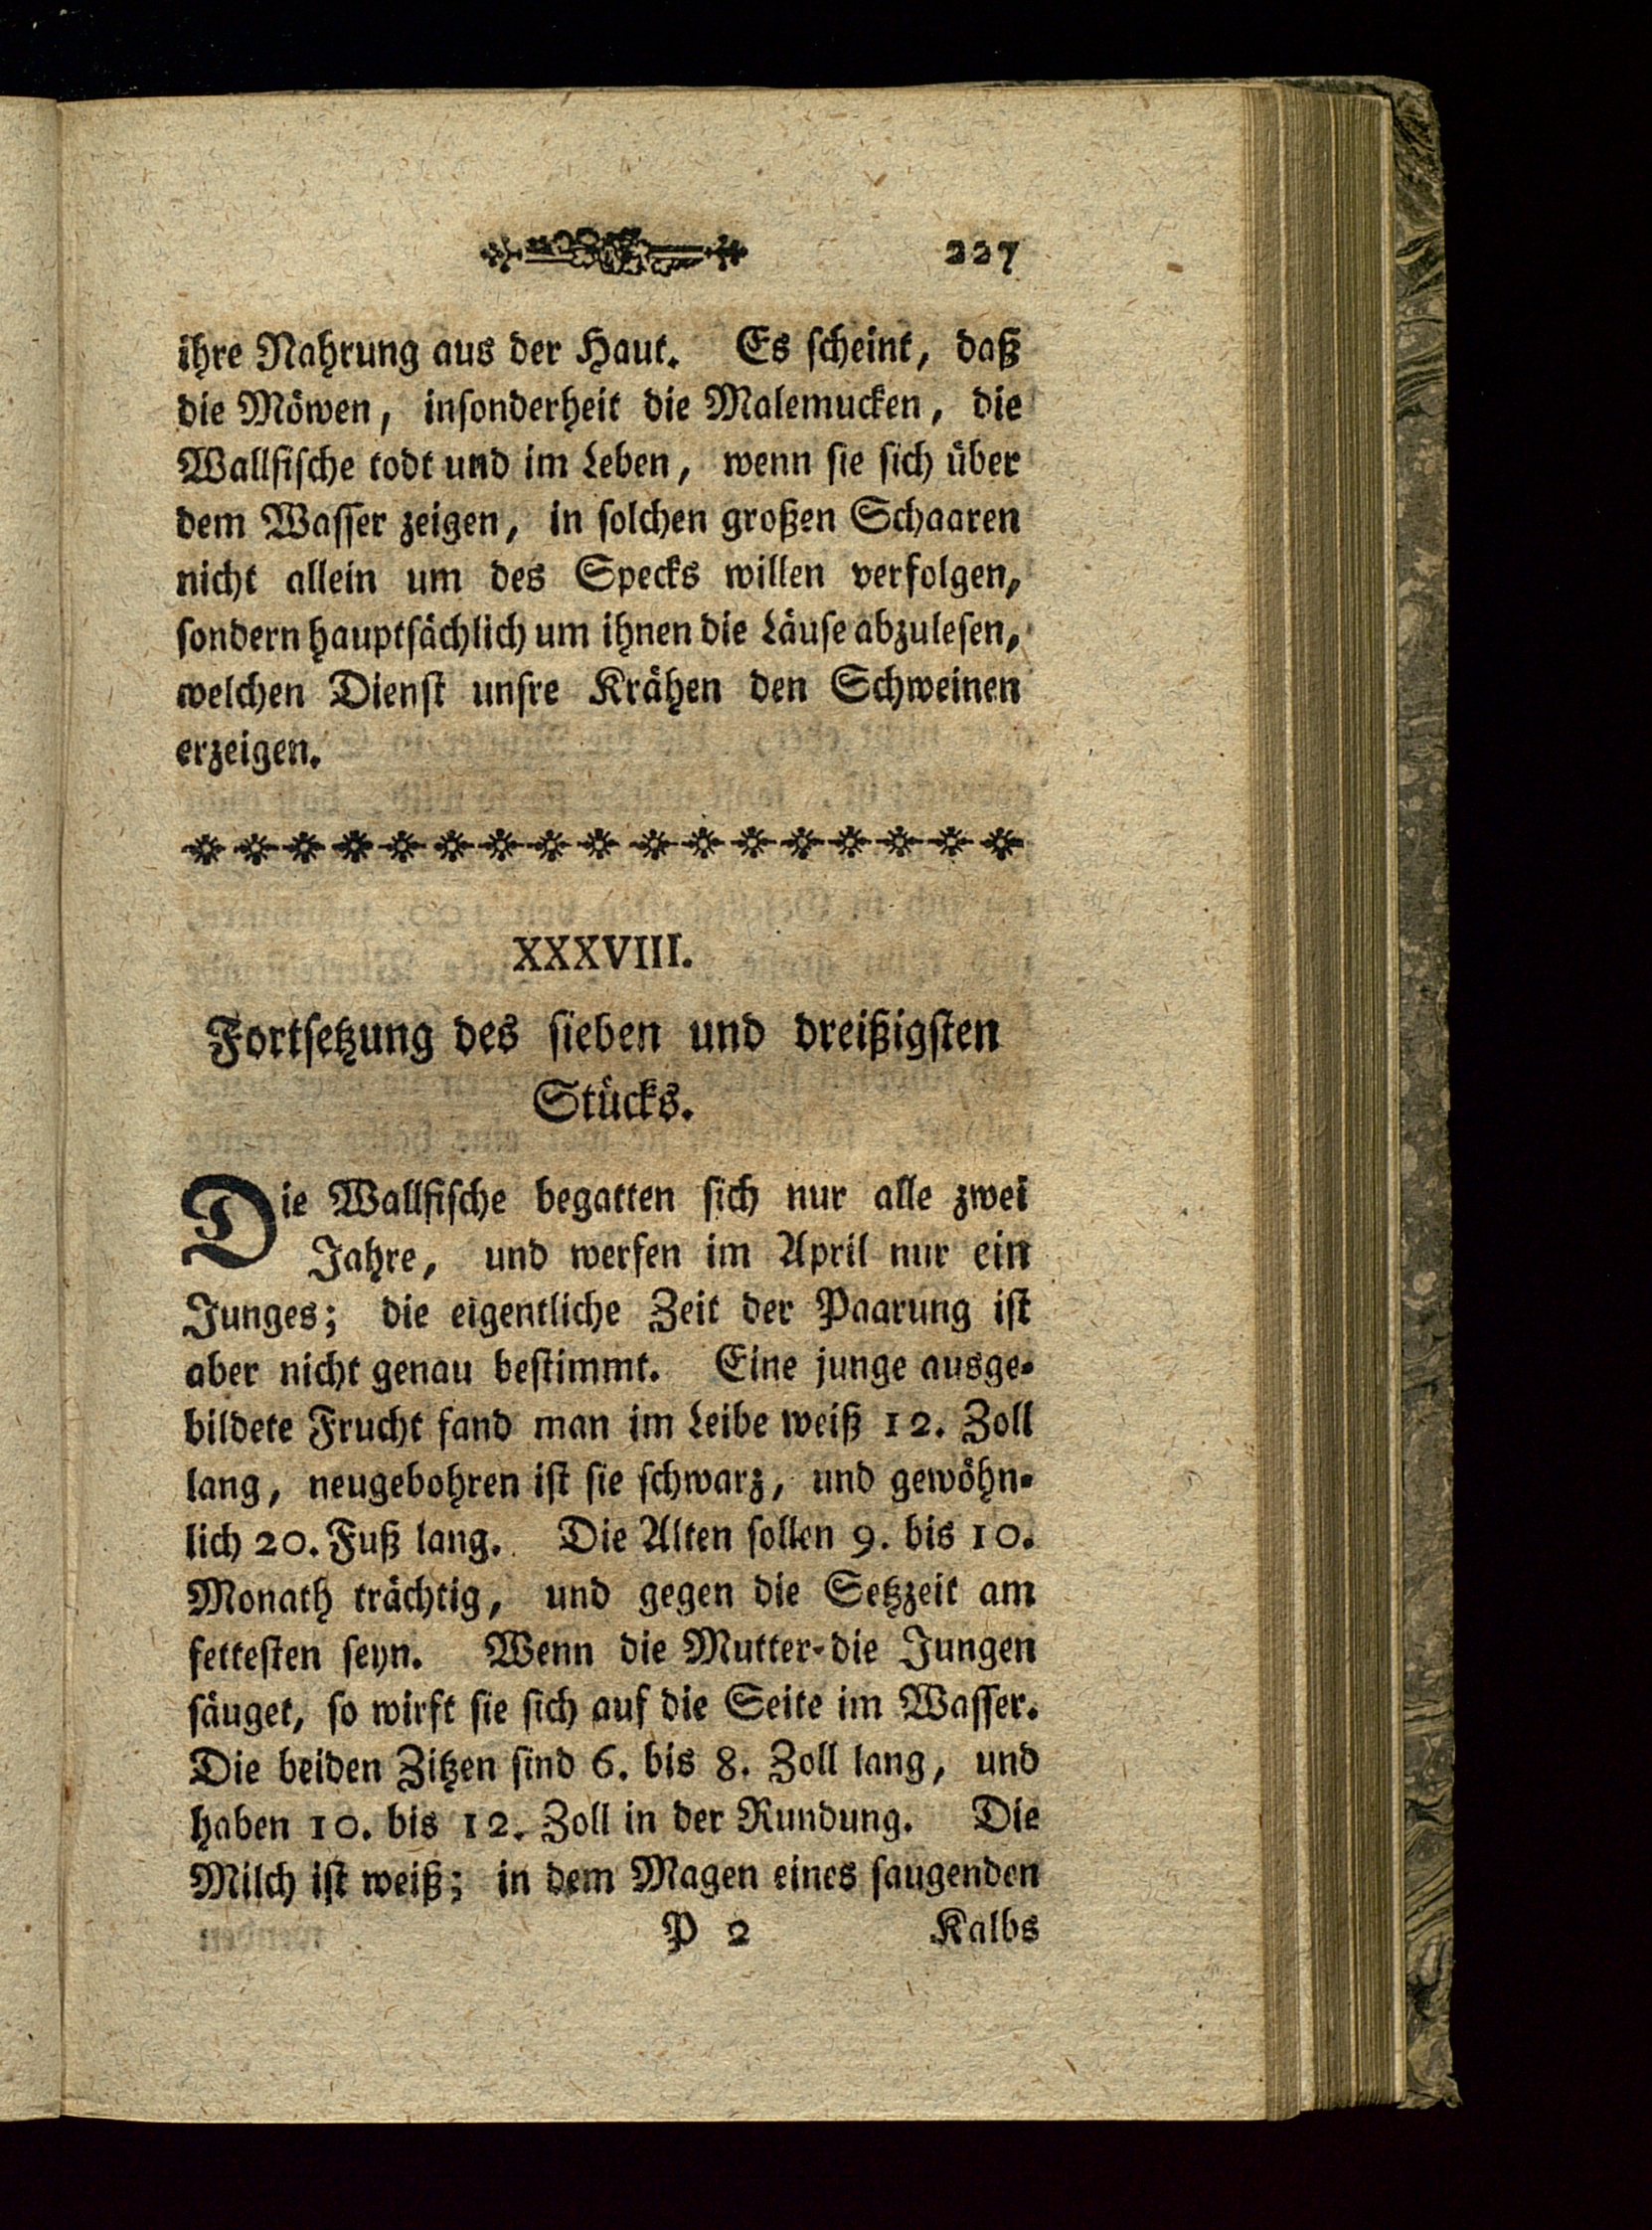 227
ihre Nahrung aus der Haut. Es scheint, daß
die Möwen, insonderheit die Malemucken, die
Wallfische todt und im Leben, wenn sie sich über
dem Wasser zeigen, in solchen großen Schaaren
nicht allein um des Specks willen verfolgen,
sondern hauptsächlich um ihnen die Läuse abzulesen,
welchen Dienst unsre Krähen den Schweinen
erzeigen.
XXXVIII.
Fortsetzung des sieben und dreißigsten
Stücks.
Die Wallfische begatten sich nur alle zwei
Jahre, und werfen im April nur ein
Junges; die eigentliche Zeit der Paarung ist
aber nicht genau bestimmt. Eine junge ausge-
bildete Frucht fand man im Leibe weiß 12. Zoll
lang, neugebohren ist sie schwarz, und gewöhn-
lich 20. Fuß lang. Die Alten sollen 9. bis 10.
Monath trächtig, und gegen die Setzzeit am
fettesten seyn. Wenn die Mutter-die Jungen
säuget, so wirft sie sich auf die Seite im Wasser.
Die beiden Zitzen sind 6. bis 8. Zoll lang, und
haben 10. bis 12. Zoll in der Rundung. Die
Milch ist weiß; in dem Magen eines saugenden
P 2 Kalbs